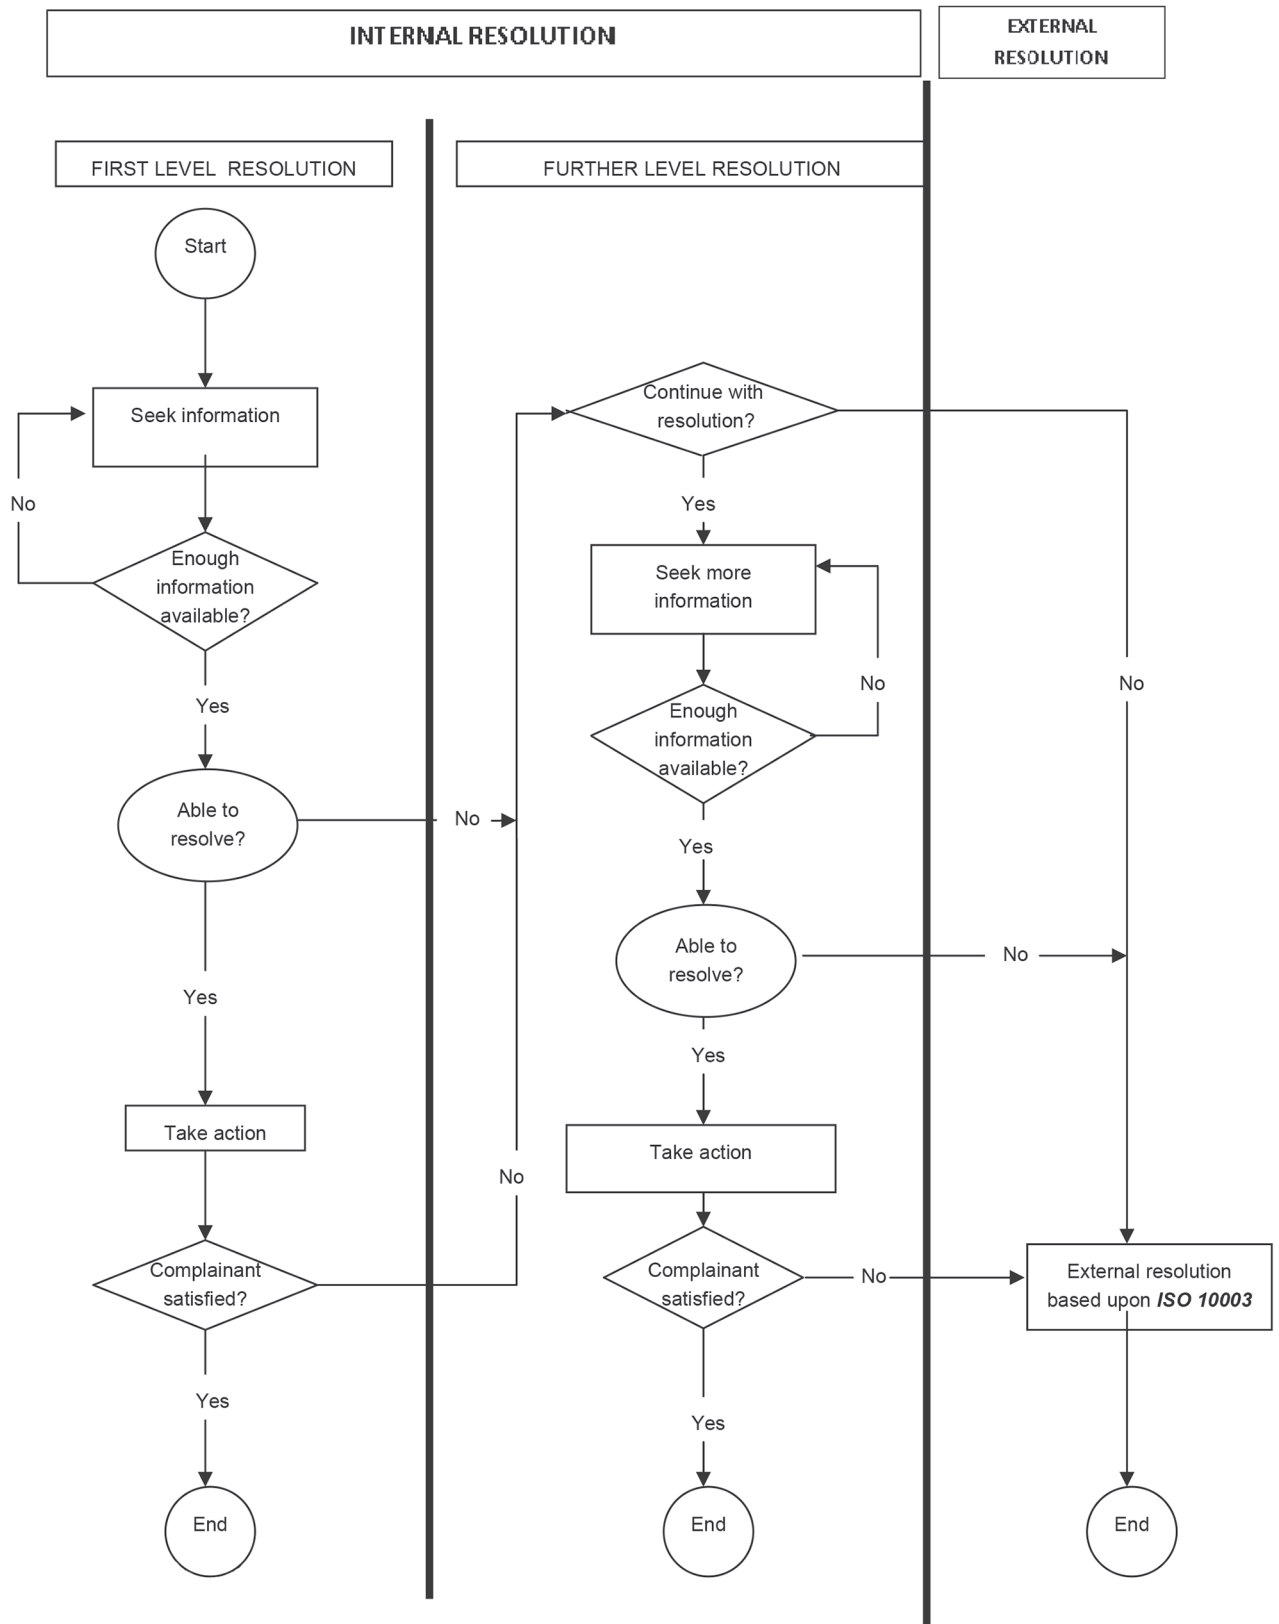 INTERNAL RESOLUTION
EXTERNAL
RESOLUTION
FIRST LEVEL RESOLUTION
FURTHER LEVEL RESOLUTION
Start
Seek information
No
Enough
information
available?
Yes
Able to
resolve?
No
Yes
Take action
Complainant
satisfied?
No
Yes
End
Continue with
resolution?
Yes
No
Seek more
information
No
Enough
information
available?
Yes
Able to
resolve?
No
Yes
Take action
Complainant
satisfied?
No
Yes
End
External resolution
based upon ISO 10003
End